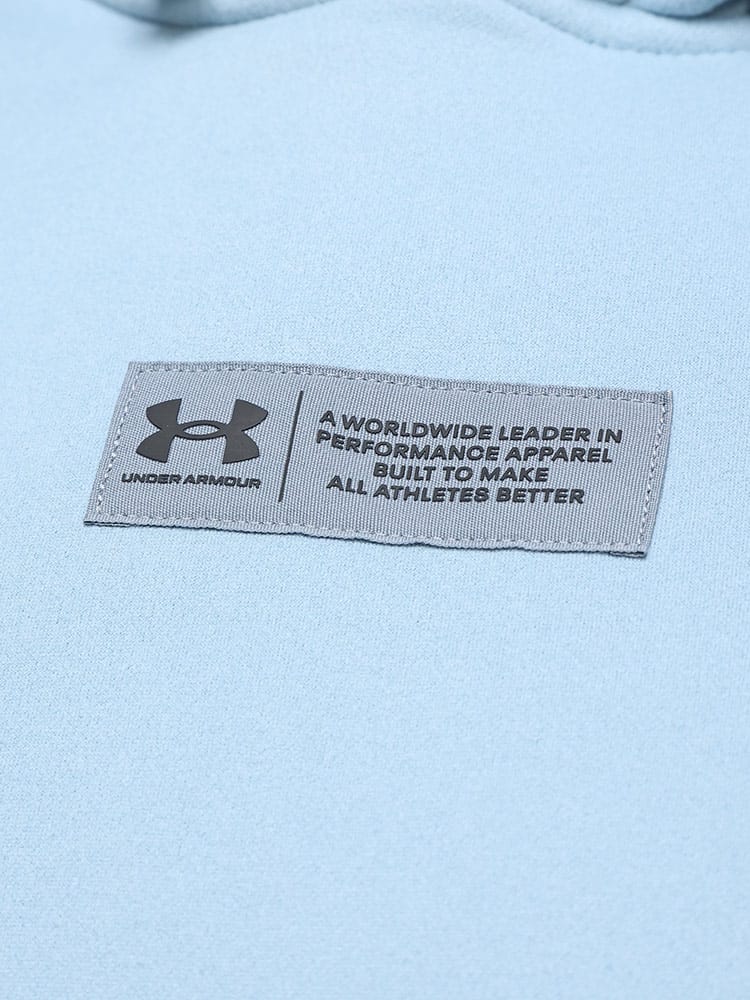 UNDER ARMOUR
A WORLDWIDE LEADER IN
PERFORMANCE APPAREL
BUILT TO MAKE
ALL ATHLETES BETTER